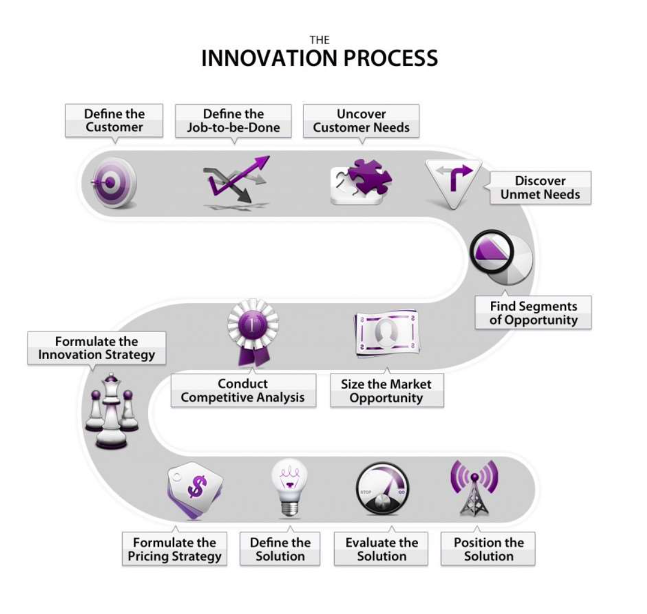 THE
INNOVATION PROCESS
Define the
Customer
Define the
Job-to-be-Done
Uncover
Customer Needs
Discover
Unmet Needs
Find Segments
of Opportunity
Size the Market
Opportunity
Conduct
Competitive Analysis
Formulate the
Innovation Strategy
$
Formulate the
Pricing Strategy
Define the
Solution
STOP
Evaluate the
Solution
Position the
Solution